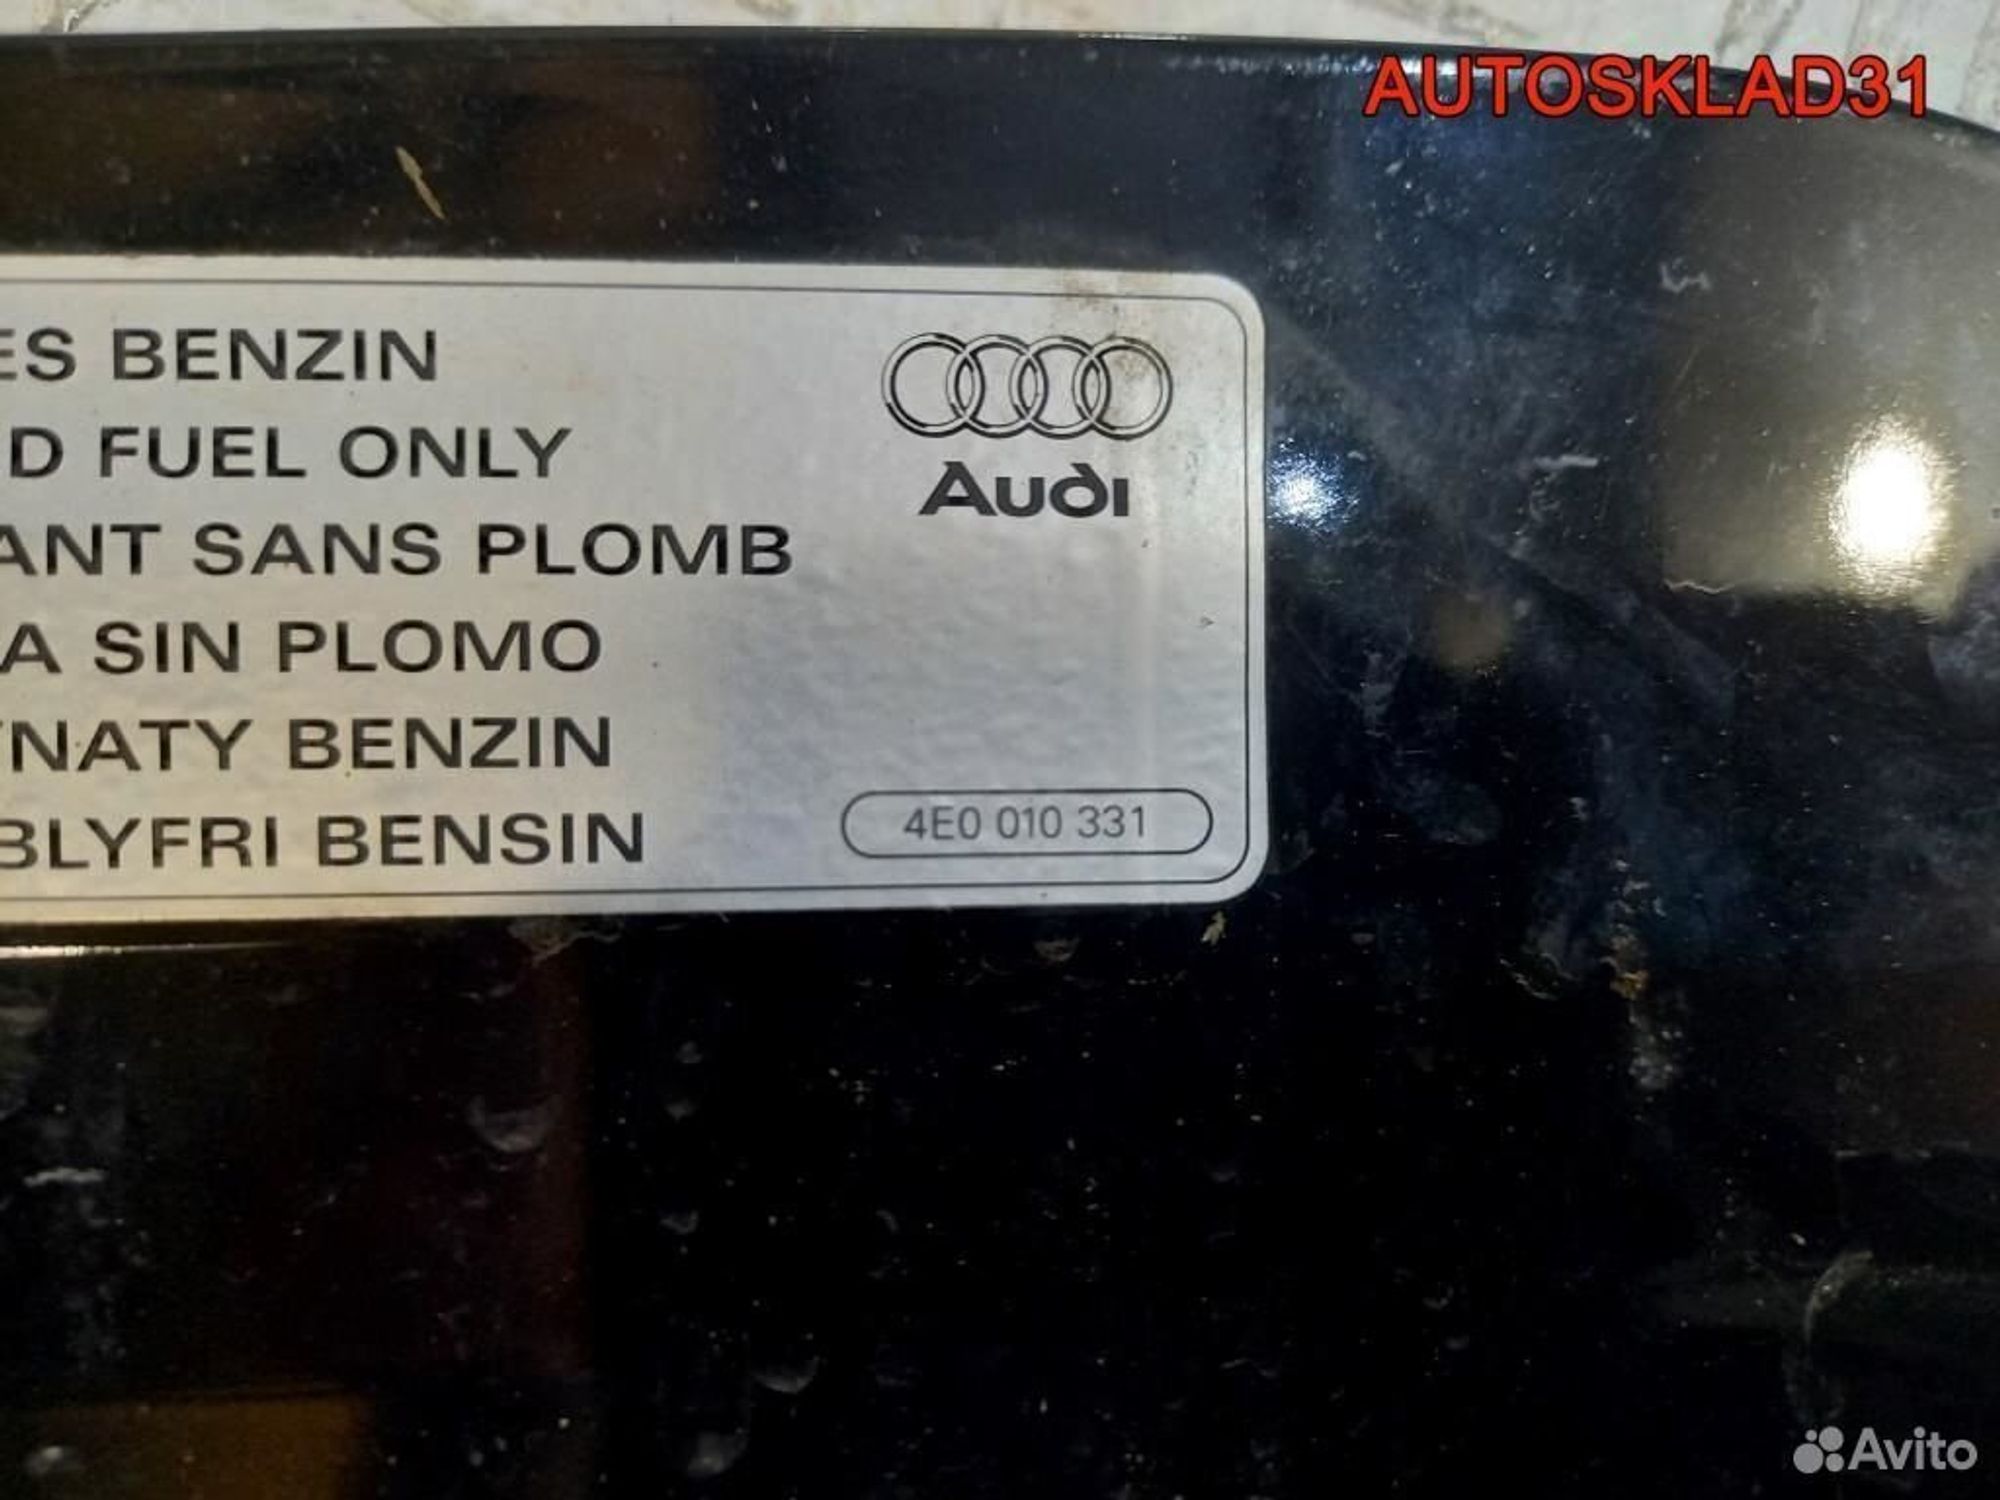 AUTOSKLAD31
ES BENZIN
D FUEL ONLY
ANT SANS PLOMB
A SIN PLOMO
NATY BENZIN
BLYFRI BENSIN
Audi
4E0 010 331
Avito